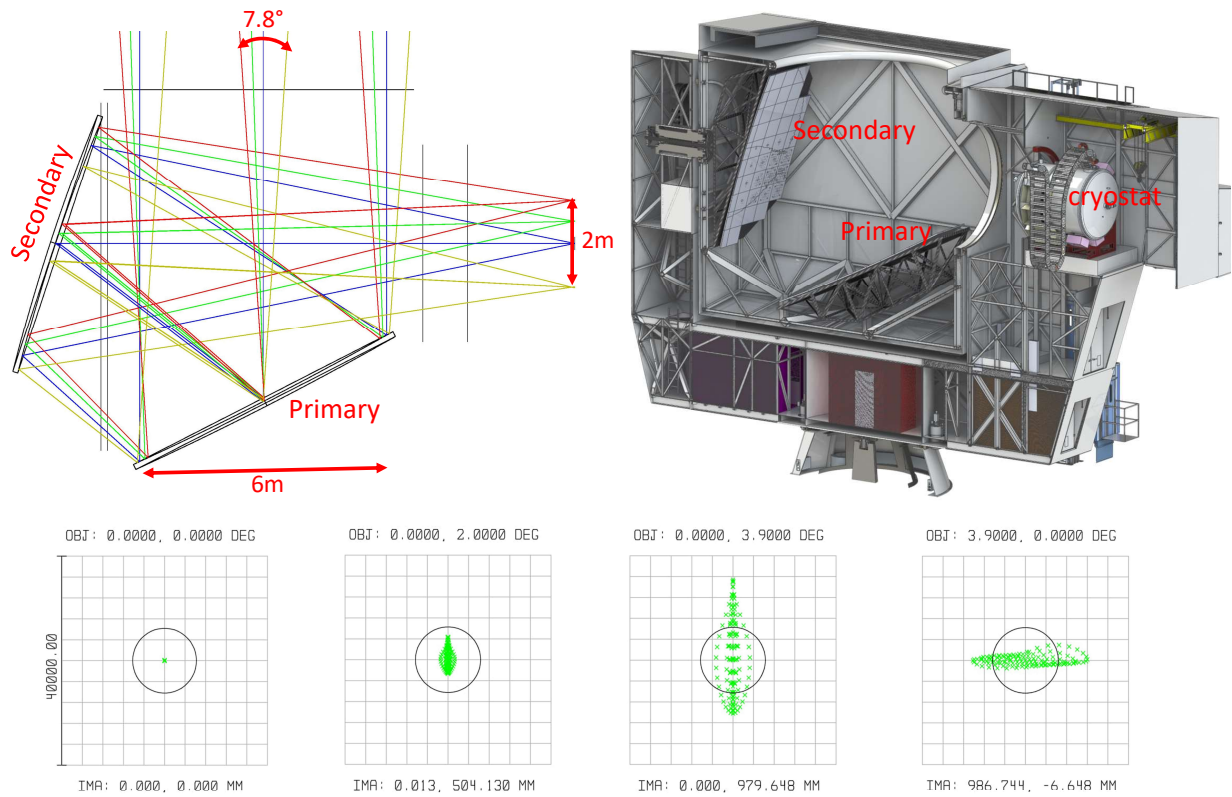 7.8°
Secondary
2m
Primary
6m
Secondary
Primary
cryostat
OBJ: 0.0000, 0.0000 DEG
OBJ: 0.0000, 2.0000 DEG
OBJ: 0.0000, 3.9000 DEG
OBJ: 3.9000, 0.0000 DEG
40000.00
IMA: 0.000, 0.000 MM
IMA: 0.013, 504.130 MM
IMA: 0.000, 979.648 MM
IMA: 986.744, -6.648 MM